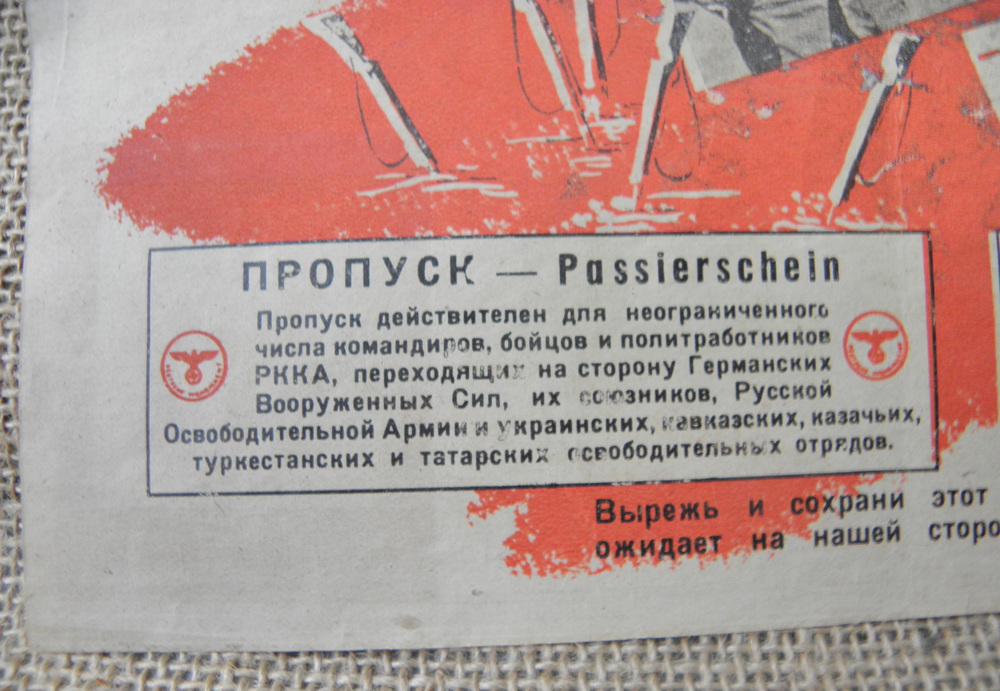 ПРОПУСК — Passierschein
Пропуск действителен для неограниченного
числа командиров, бойцов и политработников
РККА, переходящих на сторону Германских
Вооруженных Сил, их союзников, Русской
Освободительной Армии и украинских, кавказских, казачьих,
туркестанских и татарских освободительных отрядов.
Вырежь и сохрани этот
ожидает на нашей сторо